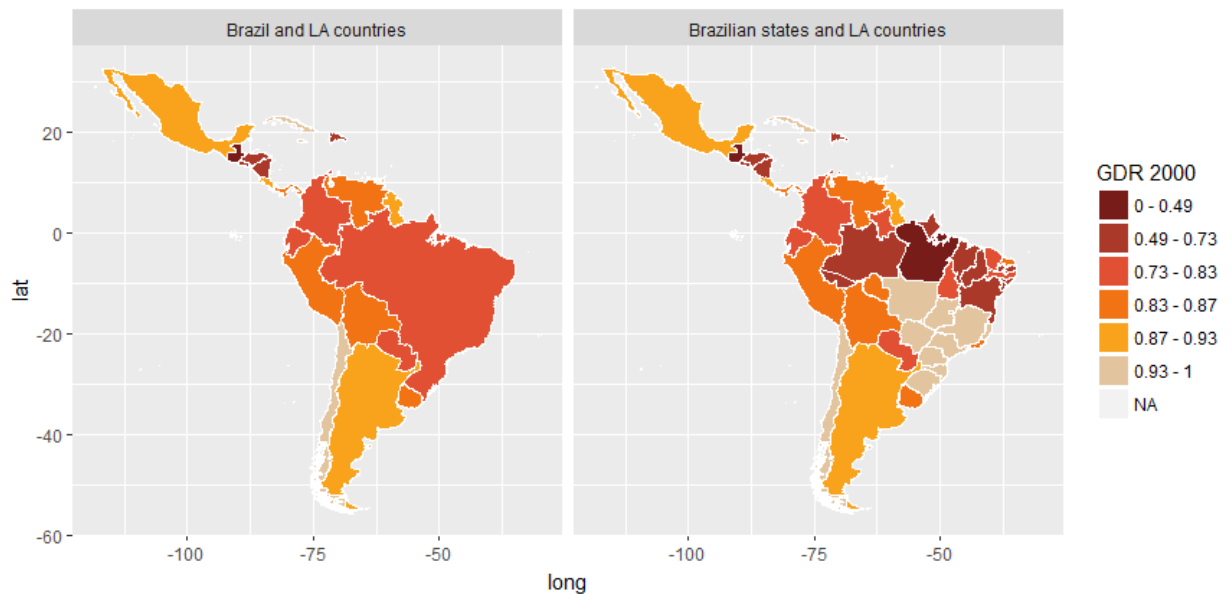 Brazil and LA countries
Brazilian states and LA countries
20
0
-20
-40
-60
lat
-100
-75
-50
-100
-75
-50
long
GDR 2000
0 - 0.49
0.49 - 0.73
0.73 - 0.83
0.83 - 0.87
0.87 - 0.93
0.93 - 1
NA